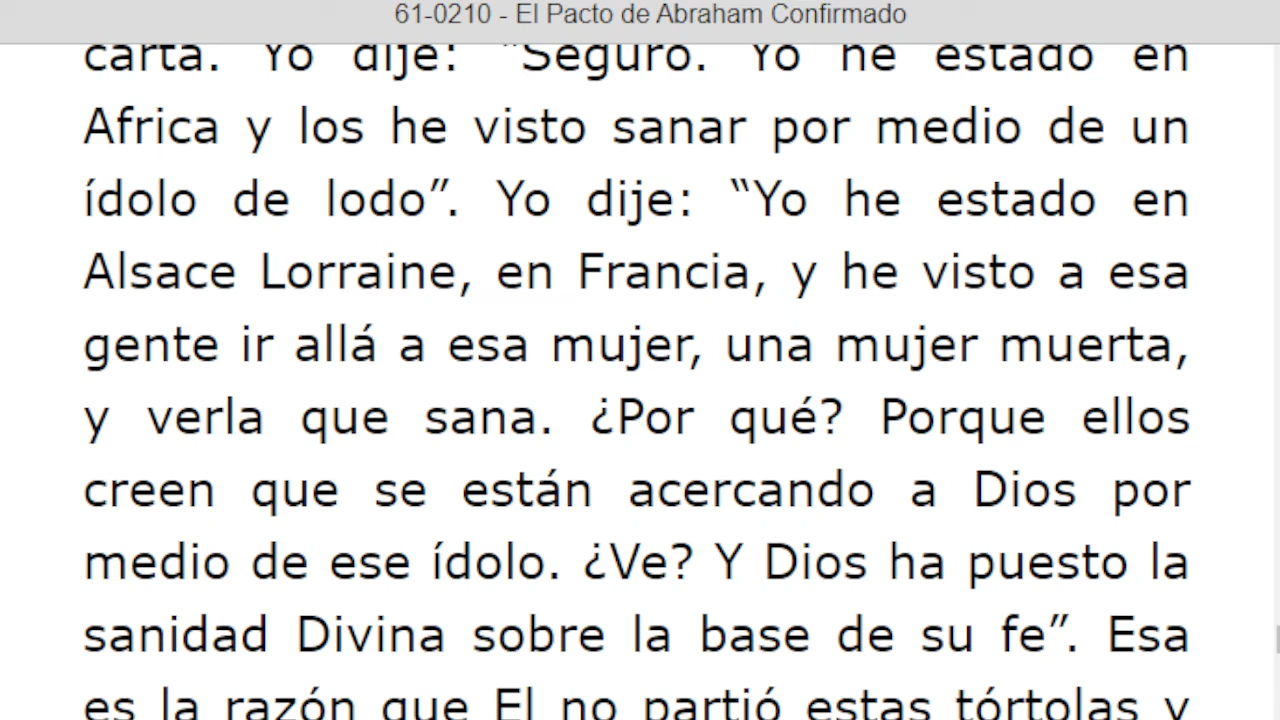 61-0210 - El Pacto de Abraham Confirmado
carta. Yo dije: “Seguro. Yo he estado en
Africa y los he visto sanar por medio de un
ídolo de lodo”. Yo dije: “Yo he estado en
Alsace Lorraine, en Francia, y he visto a esa
gente ir allá a esa mujer, una mujer muerta,
y verla que sana. ¿Por qué? Porque ellos
creen que se están acercando a Dios por
medio de ese ídolo. ¿Ve? Y Dios ha puesto la
sanidad Divina sobre la base de su fe”. Esa
es la razón que El no partió estas tórtolas y